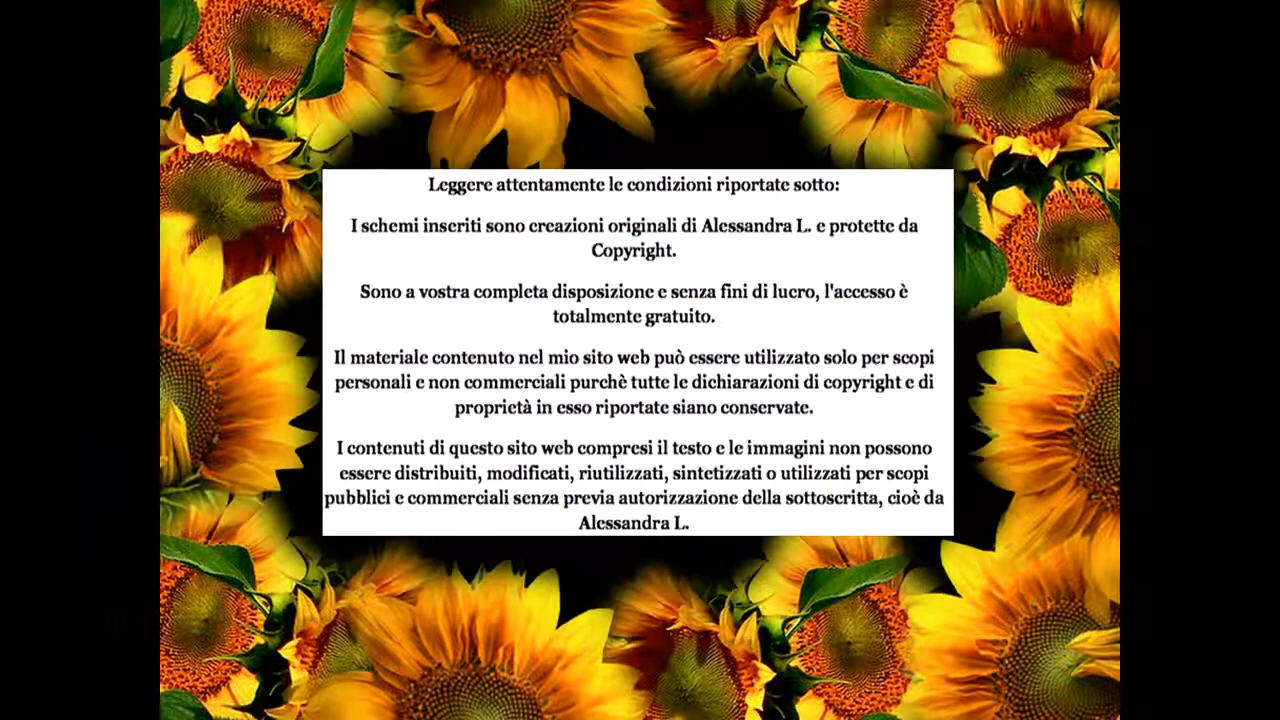 Leggere attentamente le condizioni riportate sotto:
I schemi inseriti sono creazioni originali di Alessandra L. e protette da
Copyright.
Sono a vostra completa disposizione e senza fini di lucro, l'accesso è
totalmente gratuito.
Il materiale contenuto nel mio sito web può essere utilizzato solo per scopi
personali e non commerciali purchè tutte le dichiarazioni di copyright e di
proprietà in esso riportate siano conservate.
I contenuti di questo sito web compresi il testo e le immagini non possono
essere distribuiti, modificati, riutilizzati, sintetizzati o utilizzati per scopi
pubblici e commerciali senza previa autorizzazione della sottoscritta, cioè da
Alessandra L.